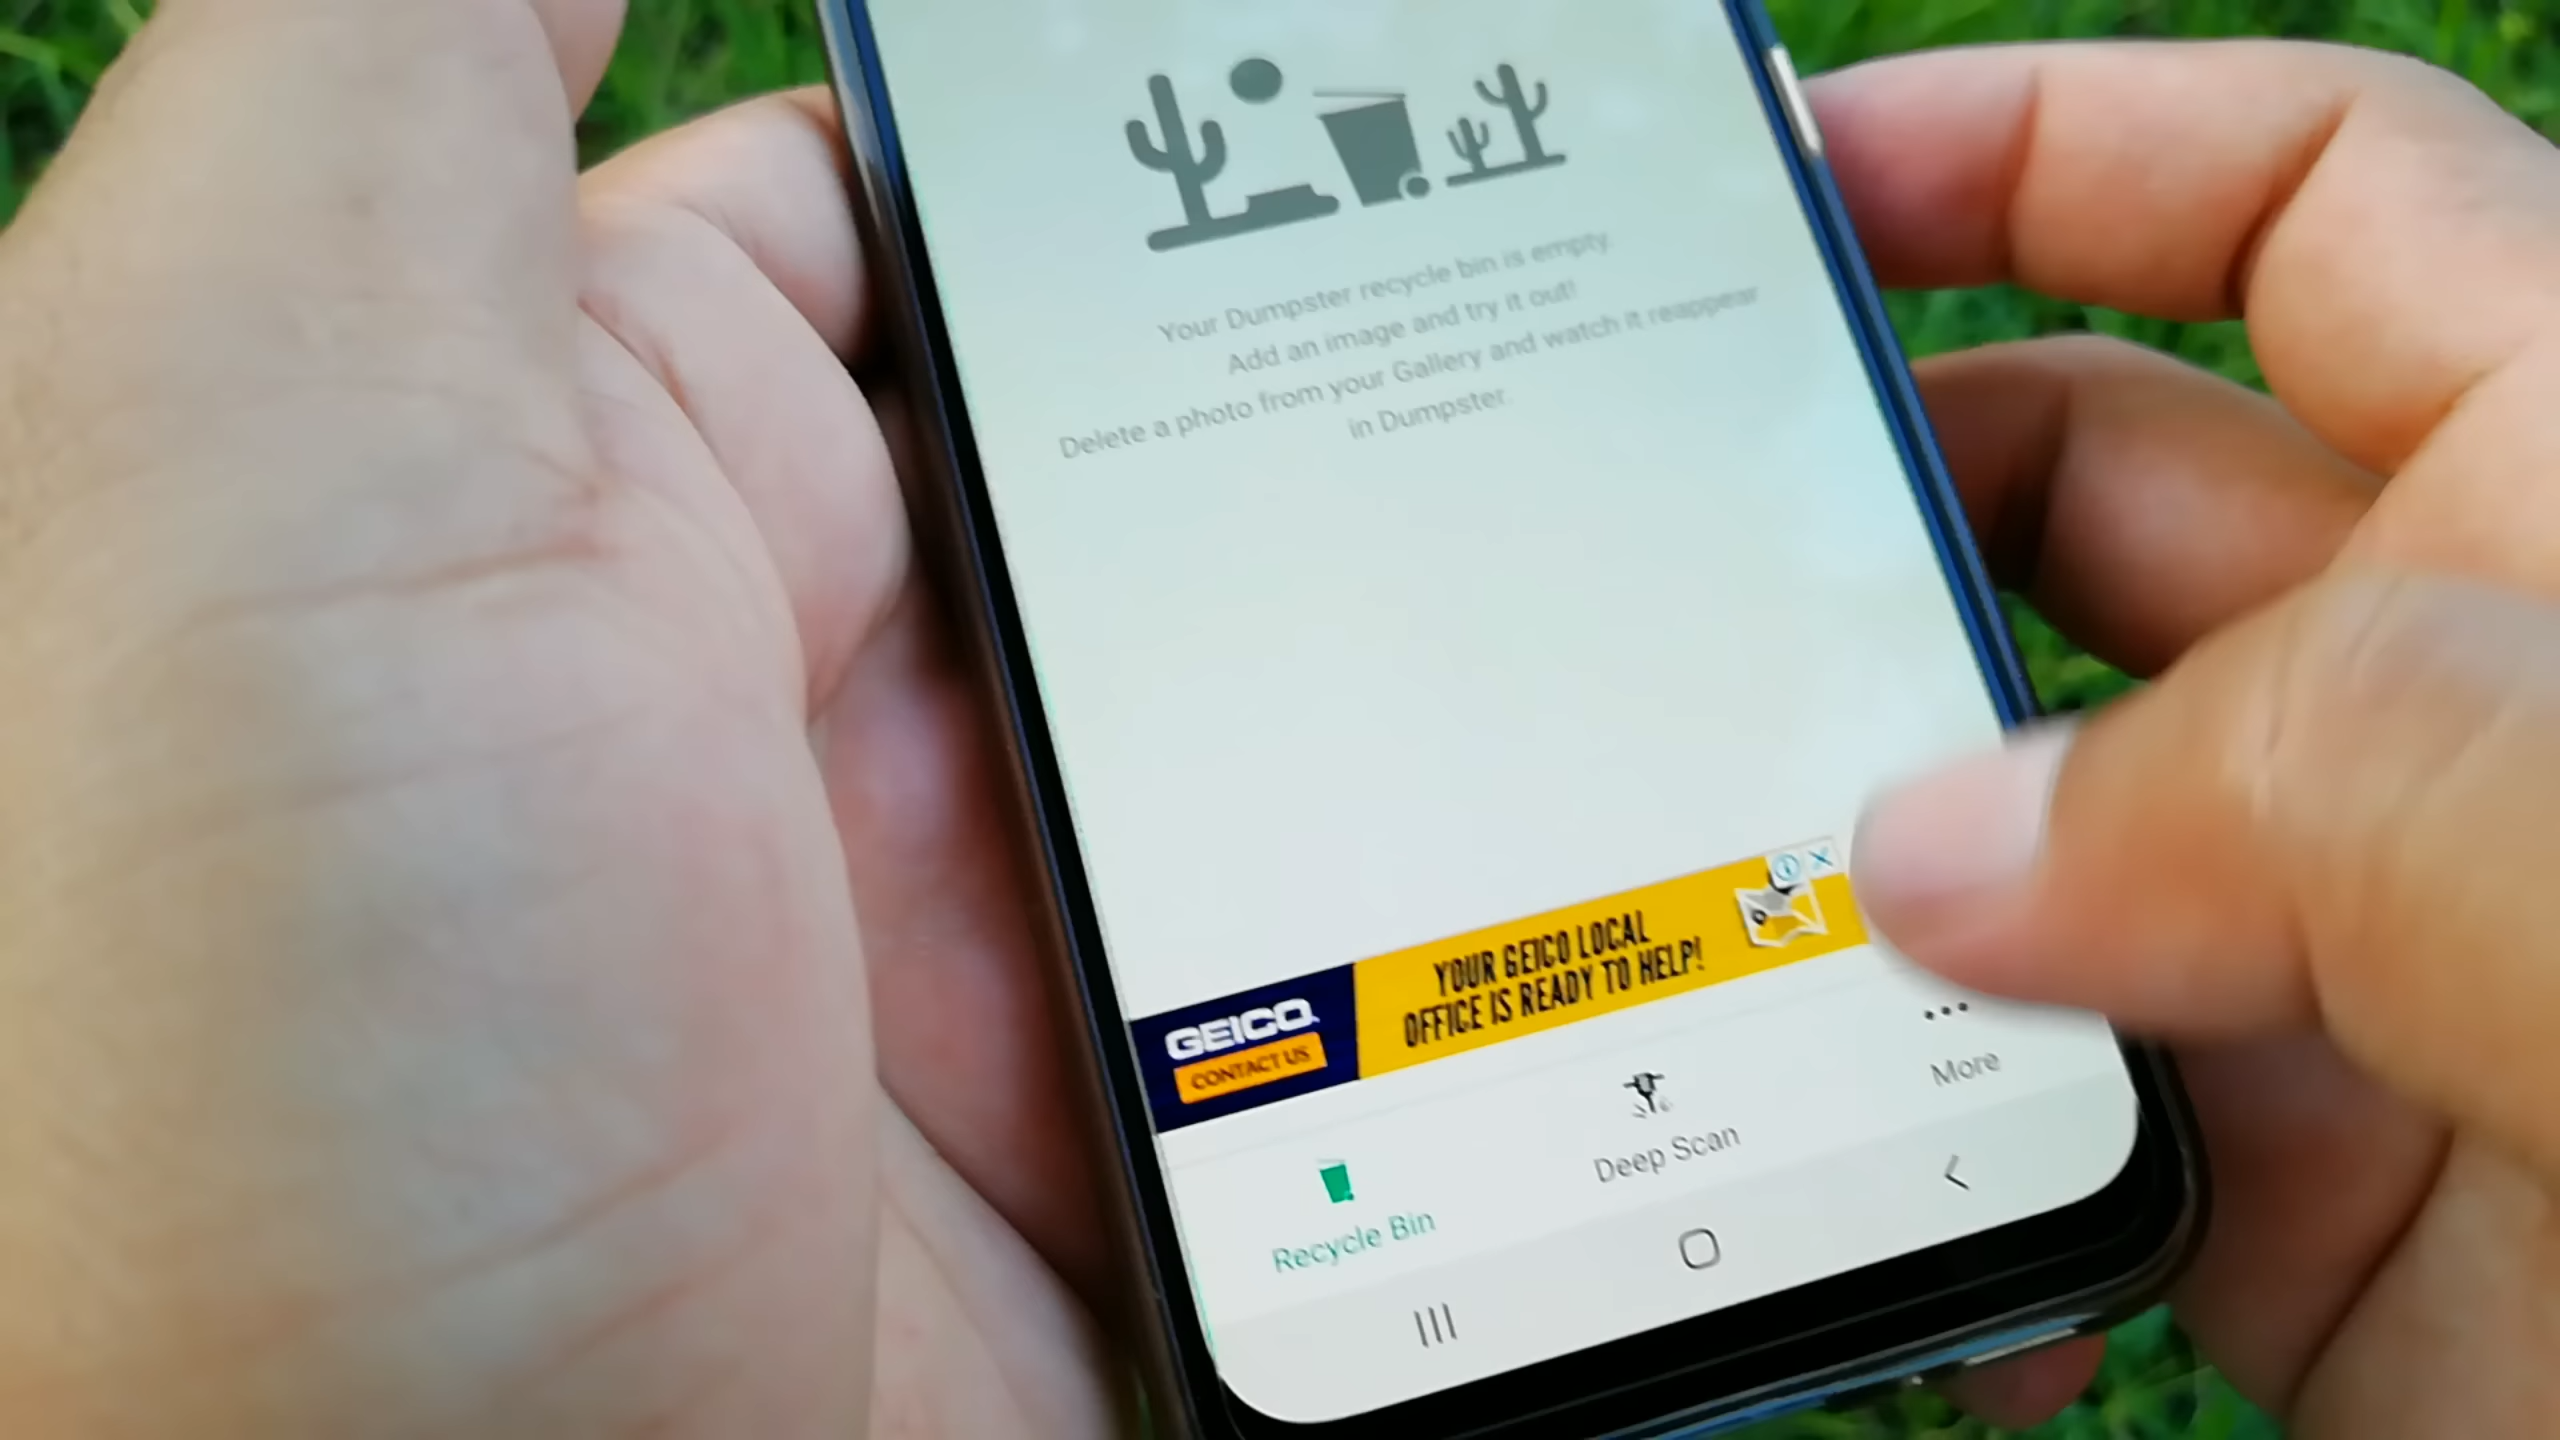 Your Dumpster recycle bin is empty.
Add an image and try it out!
Delete a photo from your Gallery and watch it reappear
in Dumpster.
GEICO
CONTACT US
YOUR GEICO LOCAL
OFFICE IS READY TO HELP!
Recycle Bin
Deep Scan
More